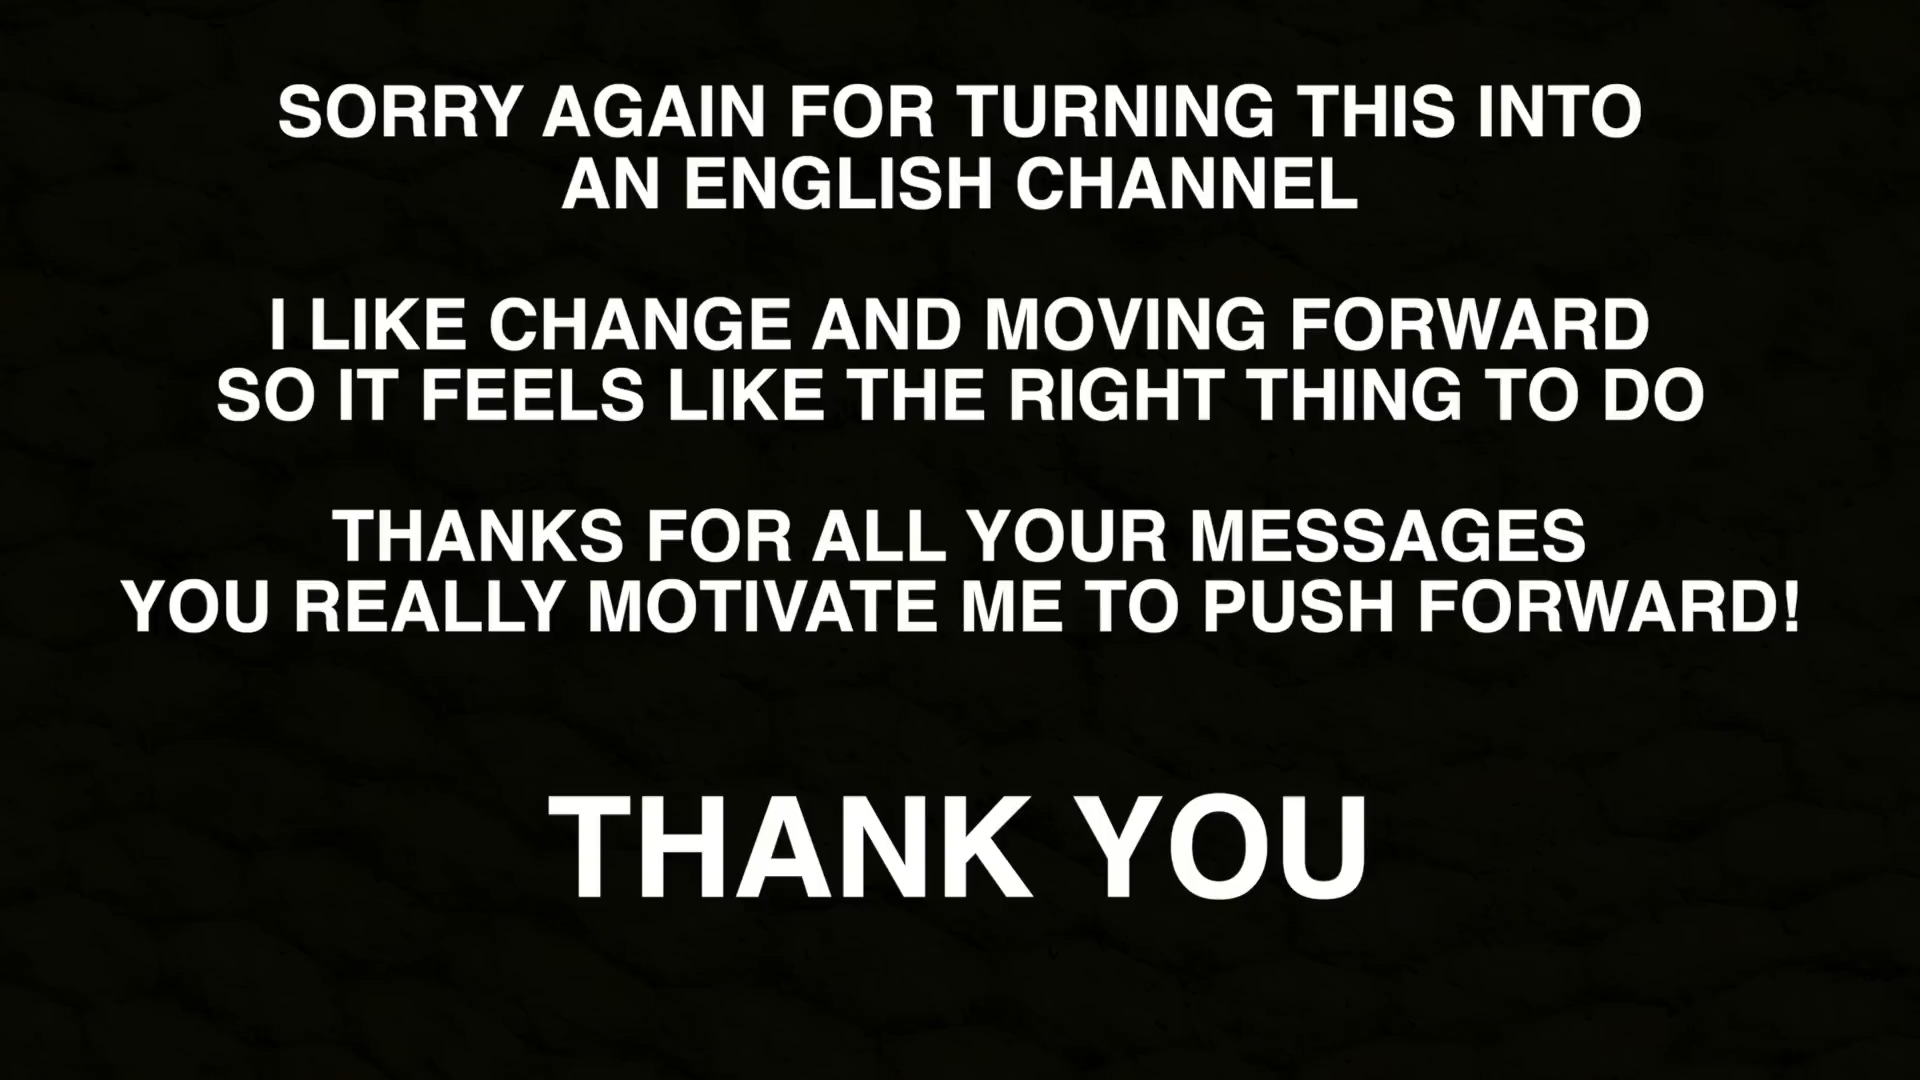 SORRY AGAIN FOR TURNING THIS INTO
AN ENGLISH CHANNEL
I LIKE CHANGE AND MOVING FORWARD
SO IT FEELS LIKE THE RIGHT THING TO DO
THANKS FOR ALL YOUR MESSAGES
YOU REALLY MOTIVATE ME TO PUSH FORWARD!
THANK YOU